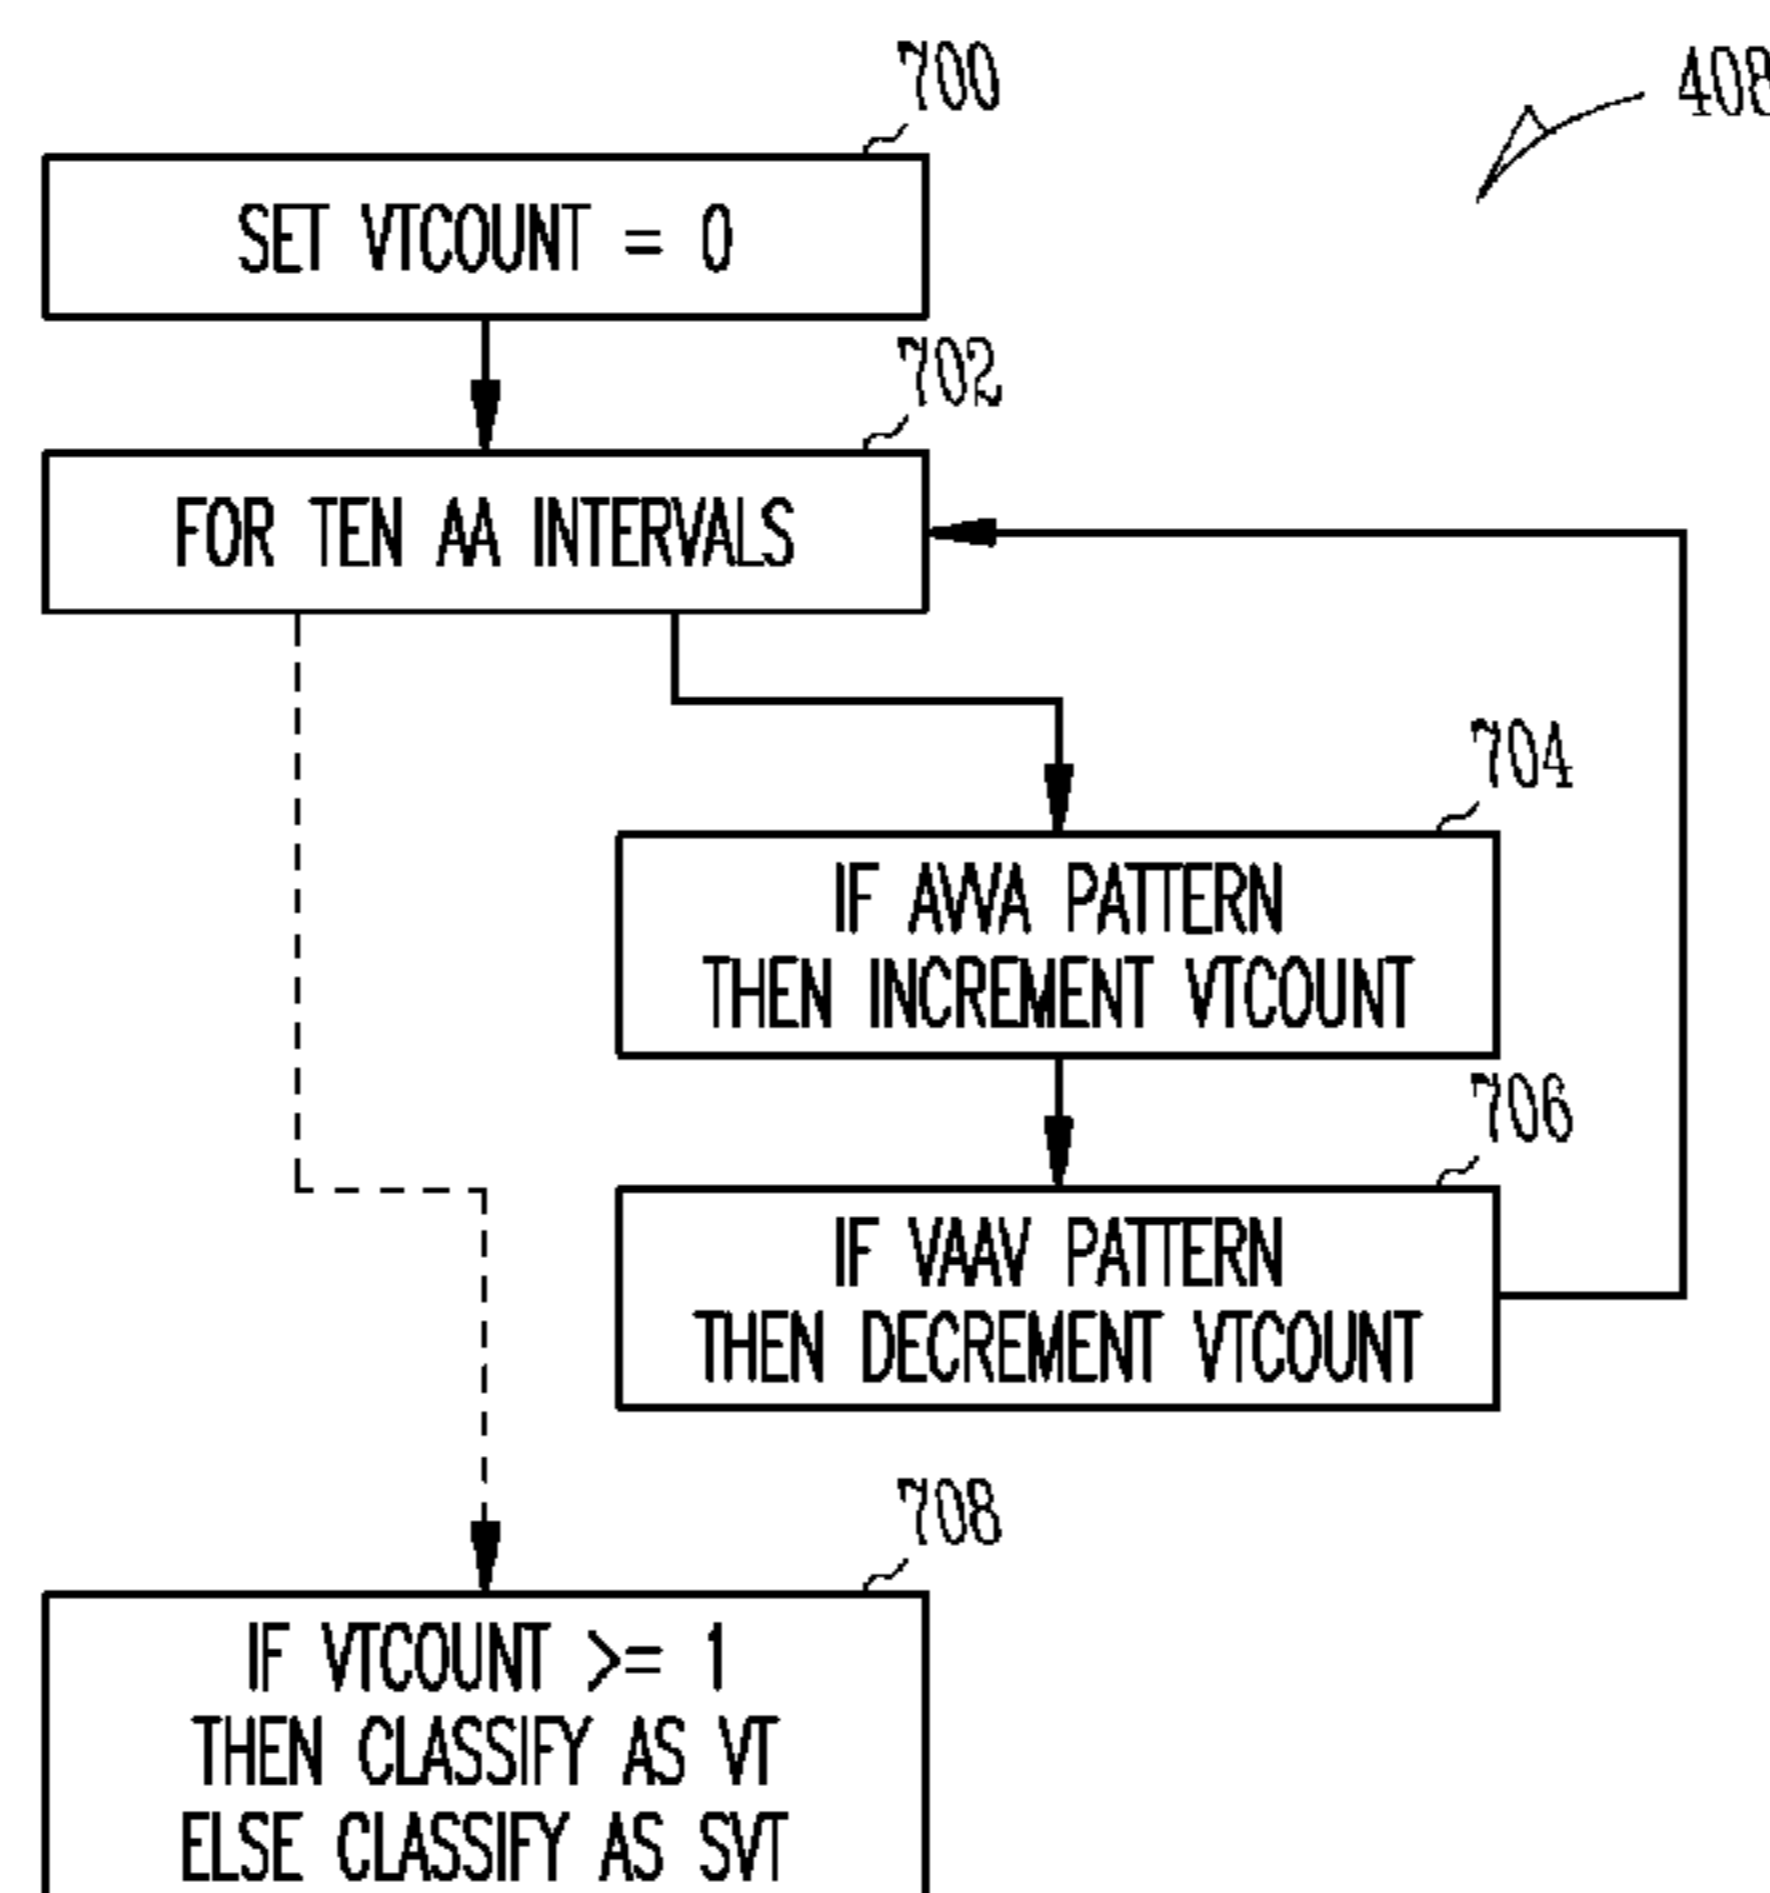 700
408
SET VTCOUNT = 0
702
FOR TEN AA INTERVALS
704
IF AVVA PATTERN
THEN INCREMENT VTCOUNT
706
IF VAAV PATTERN
THEN DECREMENT VTCOUNT
708
IF VTCOUNT >= 1
THEN CLASSIFY AS VT
ELSE CLASSIFY AS SVT